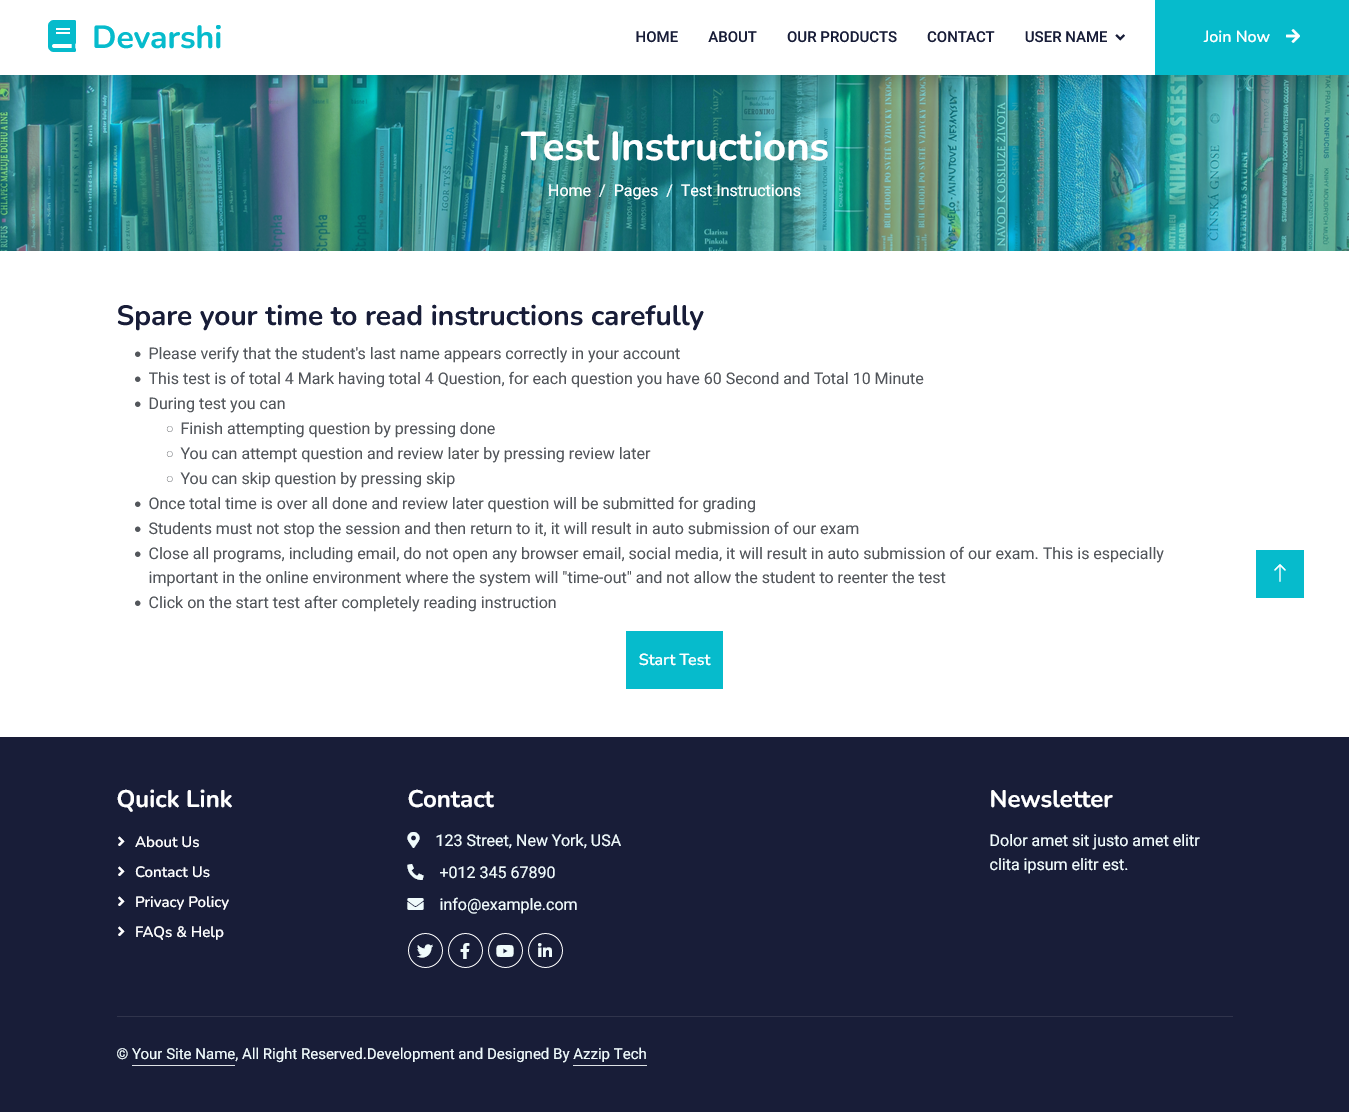 Devarshi
HOME ABOUT OUR PRODUCTS CONTACT USER NAME
Join Now
Test Instructions
Home / Pages / Test Instructions
Spare your time to read instructions carefully
• Please verify that the student's last name appears correctly in your account
• This test is of total 4 Mark having total 4 Question, for each question you have 60 Second and Total 10 Minute
• During test you can
○ Finish attempting question by pressing done
○ You can attempt question and review later by pressing review later
○ You can skip question by pressing skip
• Once total time is over all done and review later question will be submitted for grading
• Students must not stop the session and then return to it, it will result in auto submission of our exam
• Close all programs, including email, do not open any browser email, social media, it will result in auto submission of our exam. This is especially
important in the online environment where the system will "time-out" and not allow the student to reenter the test
• Click on the start test after completely reading instruction
Start Test
Quick Link
About Us
Contact Us
Privacy Policy
FAQs & Help
Contact
123 Street, New York, USA
+012 345 67890
info@example.com
Newsletter
Dolor amet sit justo amet elitr
clita ipsum elitr est.
© Your Site Name, All Right Reserved.Development and Designed By Azzip Tech